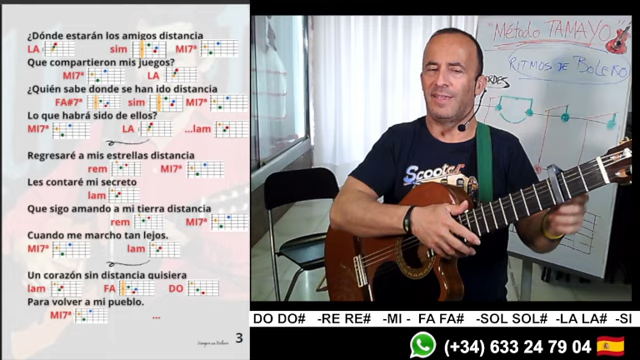 ¿Dónde estarán los amigos distancia
LA sim MI7ª
Que compartieron mis juegos?
MI7ª LA
¿Quién sabe donde se han ido distancia
FA#7ª sim MI7ª
Lo que habrá sido de ellos?
MI7ª LA ...lam
Regresaré a mis estrellas distancia
rem MI7ª
Les contaré mi secreto
lam
Que sigo amando a mi tierra distancia
rem MI7ª
Cuando me marcho tan lejos.
MI7ª lam
Un corazón sin distancia quisiera
lam FA DO
Para volver a mi pueblo.
MI7ª ...
3
"Método TAMAYO"
RITMOS DE BOLERO
Scooter
DO DO# -RE RE# -MI - FA FA# -SOL SOL# -LA LA# -SI
(+34) 633 24 79 04